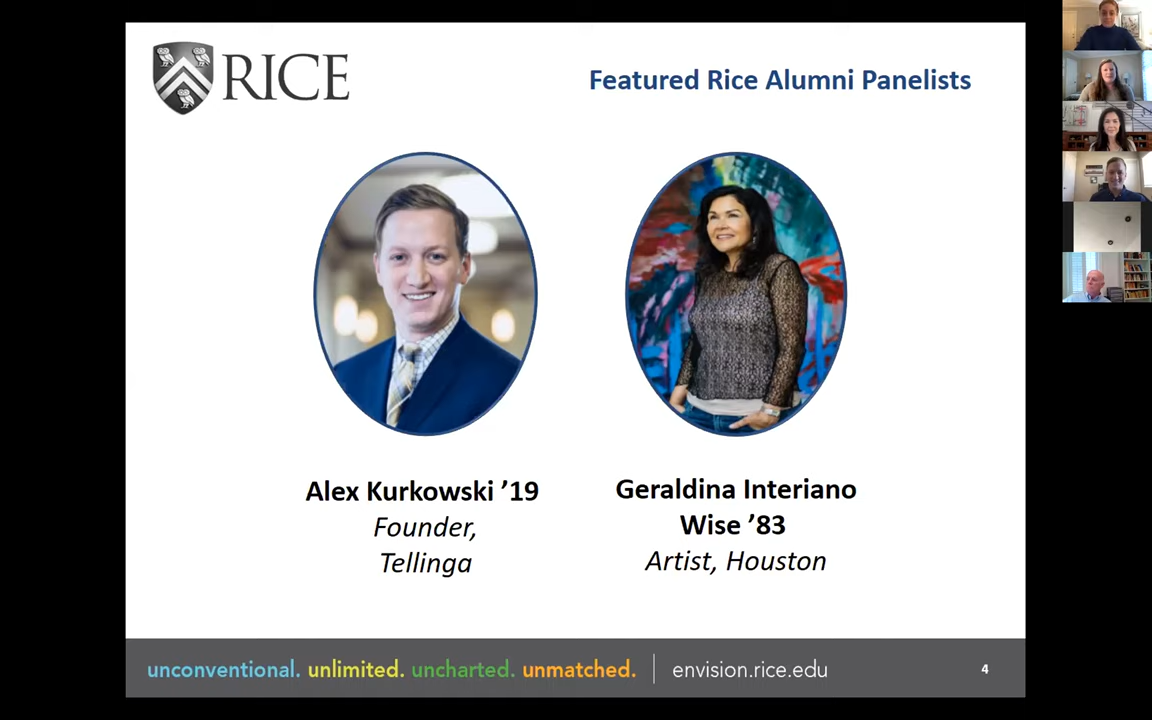 RICE
Featured Rice Alumni Panelists
Alex Kurkowski ’19
Founder,
Tellinga
Geraldina Interiano
Wise ’83
Artist, Houston
unconventional. unlimited. uncharted. unmatched. envision.rice.edu 4